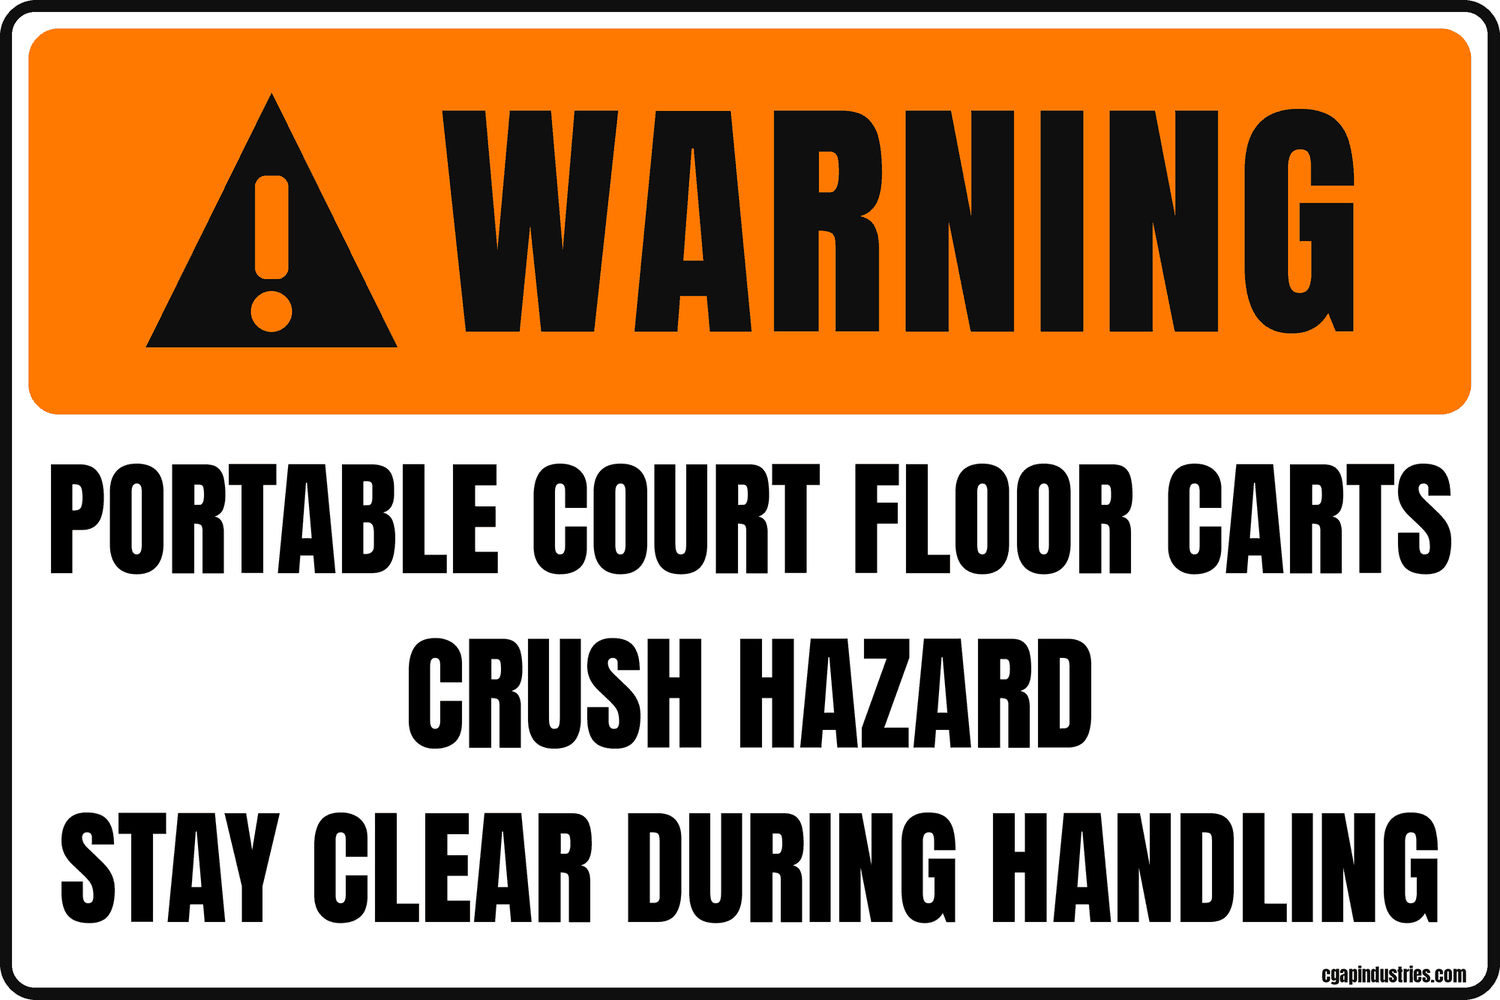 WARNING
PORTABLE COURT FLOOR CARTS
CRUSH HAZARD
STAY CLEAR DURING HANDLING
cgapindustries.com